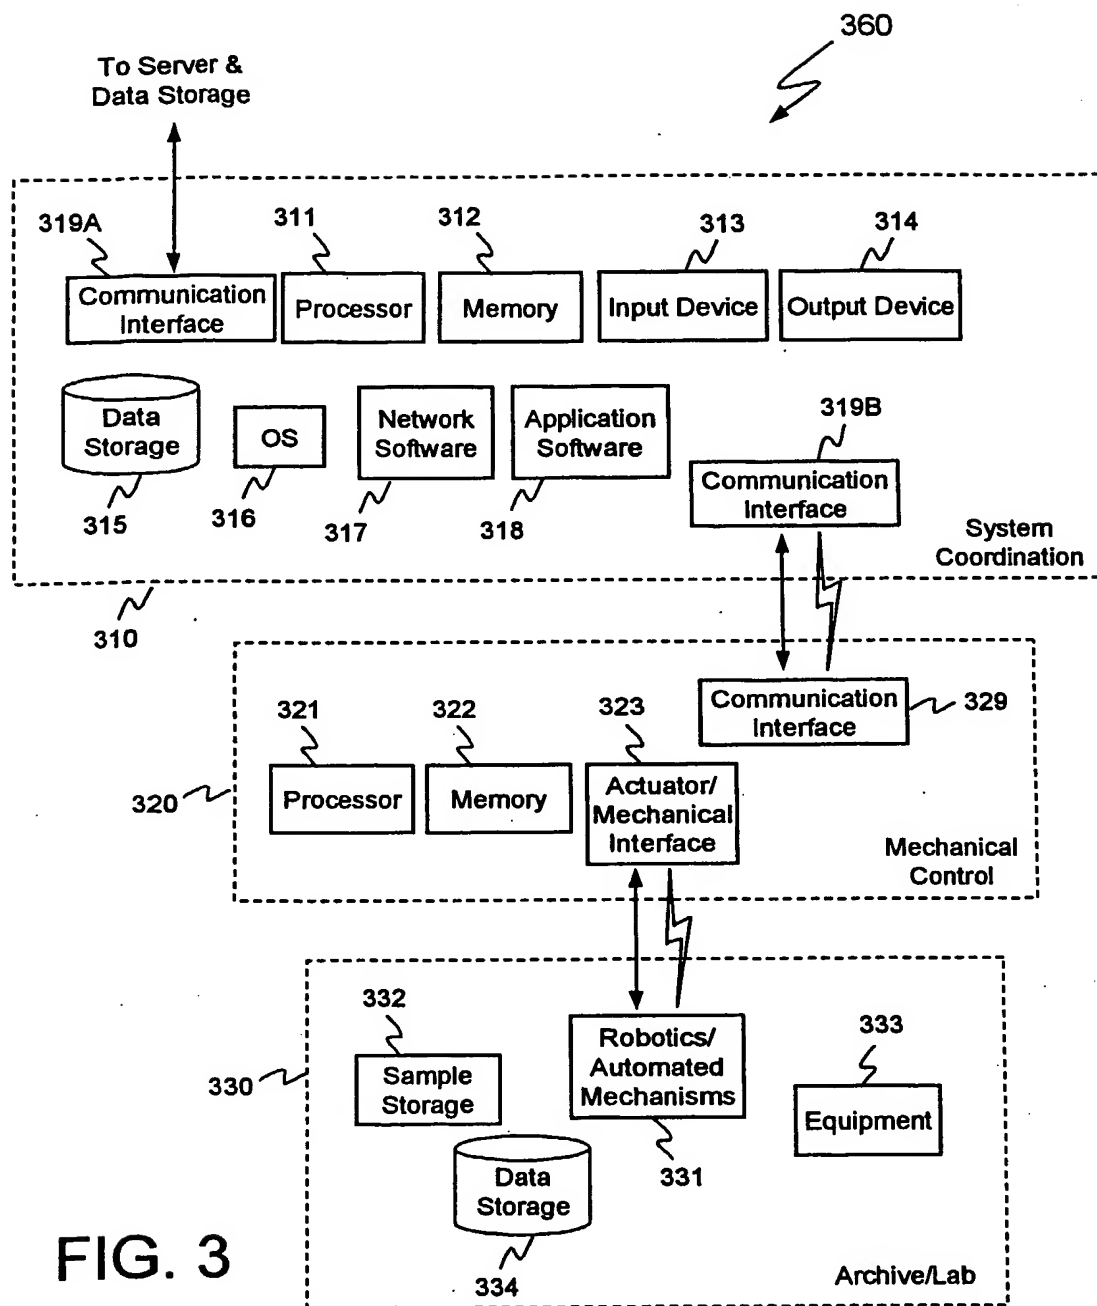 360
To Server &
Data Storage
319A
311
312
313
314
Communication
Interface
Processor
Memory
Input Device
Output Device
Data
Storage
OS
Network
Software
Application
Software
319B
Communication
Interface
315
316
317
318
System
Coordination
310
321
322
323
Communication
Interface
329
320
Processor
Memory
Actuator/
Mechanical
Interface
Mechanical
Control
332
333
330
Sample
Storage
Robotics/
Automated
Mechanisms
Equipment
331
Data
Storage
334
Archive/Lab
FIG. 3